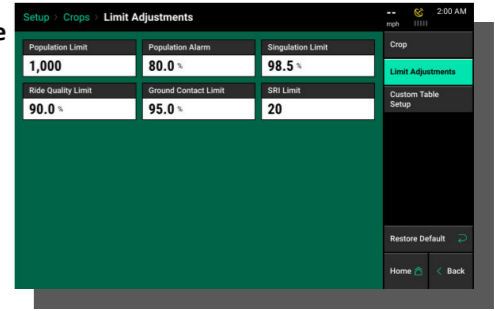 e
Setup > Crops > Limit Adjustments
-- mph
2:00 AM
Population Limit
1,000
Population Alarm
80.0 %
Singulation Limit
98.5 %
Ride Quality Limit
90.0 %
Ground Contact Limit
95.0 %
SRI Limit
20
Crop
Limit Adjustments
Custom Table
Setup
Restore Default
Home
< Back